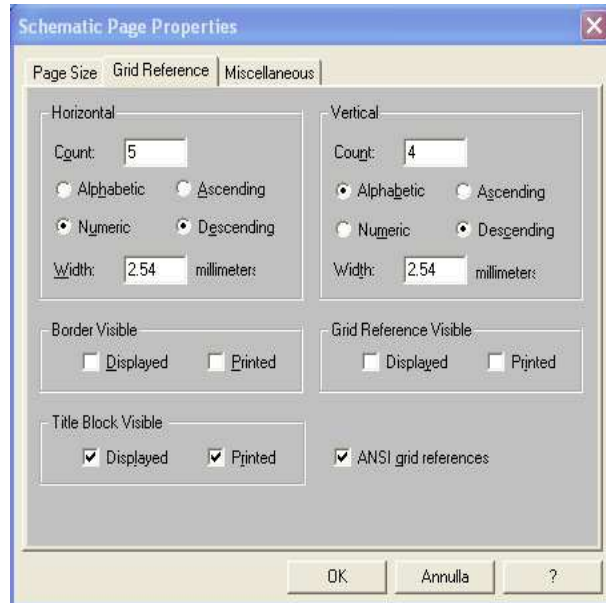 Schematic Page Properties
Page Size Grid Reference Miscellaneous
Horizontal
Count: 5
Alphabetic Ascending
Numeric Descending
Width: 2.54 millimeters
Vertical
Count: 4
Alphabetic Ascending
Numeric Descending
Width: 2.54 millimeters
Border Visible
Displayed Printed
Grid Reference Visible
Displayed Printed
Title Block Visible
Displayed Printed
ANSI grid references
OK Annulla ?